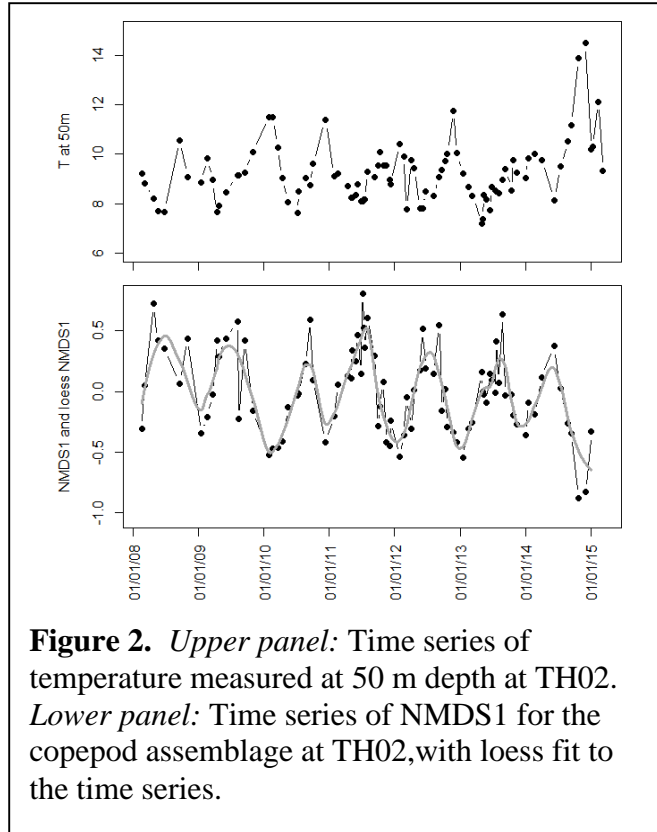 T at 50m
14
12
10
8
6
NMDS1 and loess NMDS1
0.5
0.0
-0.5
-1.0
01/01/08
01/01/09
01/01/10
01/01/11
01/01/12
01/01/13
01/01/14
01/01/15
Figure 2. Upper panel: Time series of
temperature measured at 50 m depth at TH02.
Lower panel: Time series of NMDS1 for the
copepod assemblage at TH02,with loess fit to
the time series.